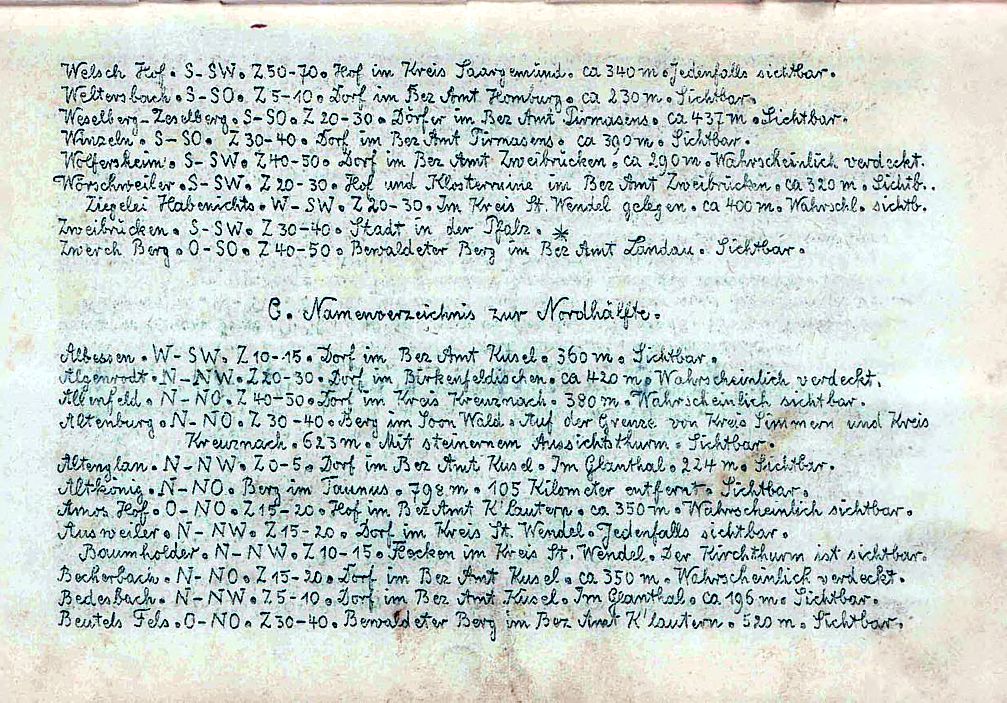 Welsch Hof. S-SW. Z 50-70. Hof im Kreis Saargemünd. ca 340 m. Jedenfalls sichtbar.
Weltersbach. S-SO. Z 5-10. Dorf im Bez Amt Homburg. ca 230 m. Sichtbar.
Weselberg-Zeselberg. S-SO. Z 20-30. Dörfer im Bez Amt Pirmasens. ca 437 m. Sichtbar.
Winzeln. S-SO. Z 30-40. Dorf im Bez Amt Pirmasens. ca 390 m. Sichtbar.
Wolfersheim. S-SW. Z 40-50. Dorf im Bez Amt Zweibrücken. ca 290 m. Wahrscheinlich verdeckt.
Wörschweiler. S-SW. Z 20-30. Hof und Klosterruine im Bez Amt Zweibrücken. ca 320 m. Sichtb..
Ziegelei Habenichts. W-SW. Z 20-30. Im Kreis St. Wendel gelegen. ca 400 m. Wahrschl. sichtb.
Zweibrücken. S-SW. Z 30-40. Stadt in der Pfalz. *
Zwerch Berg. O-SO. Z 40-50. Bewaldeter Berg im Bez Amt Landau. Sichtbar.
C. Namenverzeichnis zur Nordhälfte.
Albessen. W-SW. Z 10-15. Dorf im Bez Amt Kusel. 360 m. Sichtbar.
Algenrodt. N-NW. Z 20-30. Dorf im Birkenfeldischen. ca 420 m. Wahrscheinlich verdeckt.
Allenfeld. N-NO. Z 40-50. Dorf im Kreis Kreuznach. 380 m. Wahrscheinlich sichtbar.
Altenburg. N-NO. Z 30-40. Berg im Soon Wald. Auf der Grenze von Kreis Simmern und Kreis
Kreuznach. 623 m. Mit steinernem Aussichtsthurm. Sichtbar.
Altenglan. N-NW. Z 0-5. Dorf im Bez Amt Kusel. Im Glanthal. 224 m. Sichtbar.
Altkönig. N-NO. Berg im Taunus. 798 m. 105 Kilometer entfernt. Sichtbar.
Amos Hof. O-NO. Z 15-20. Hof im Bez Amt K'lautern. ca 350 m. Wahrscheinlich sichtbar.
Ausweiler. N-NW. Z 15-20. Dorf im Kreis St. Wendel. Jedenfalls sichtbar.
Baumholder. N-NW. Z 10-15. Flecken im Kreis St. Wendel. Der Kirchthurm ist sichtbar.
Becherbach. N-NO. Z 15-20. Dorf im Bez Amt Kusel. ca 350 m. Wahrscheinlich verdeckt.
Bedesbach. N-NW. Z 5-10. Dorf im Bez Amt Kusel. Im Glanthal. ca 196 m. Sichtbar.
Beutels Fels. O-NO. Z 30-40. Bewaldeter Berg im Bez Amt K'lautern. 520 m. Sichtbar.